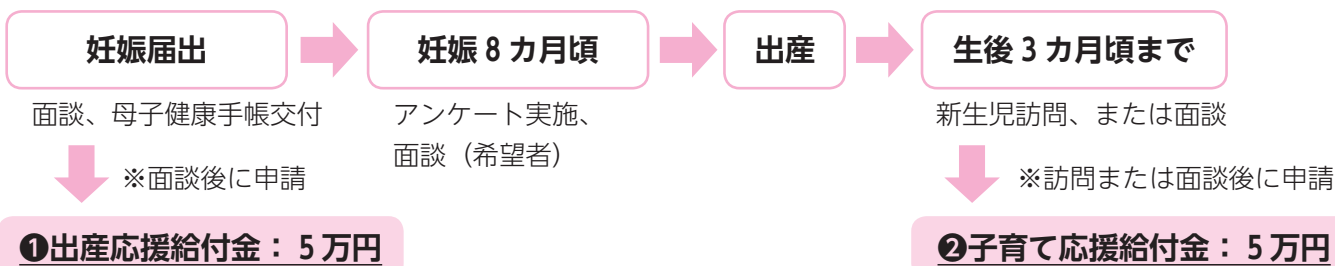 妊娠届出
妊娠 8 カ月頃
出産
生後 3 カ月頃まで
面談、母子健康手帳交付
アンケート実施、
面談（希望者）
新生児訪問、または面談
※面談後に申請
※訪問または面談後に申請
❶出産応援給付金： 5 万円
❷子育て応援給付金： 5 万円